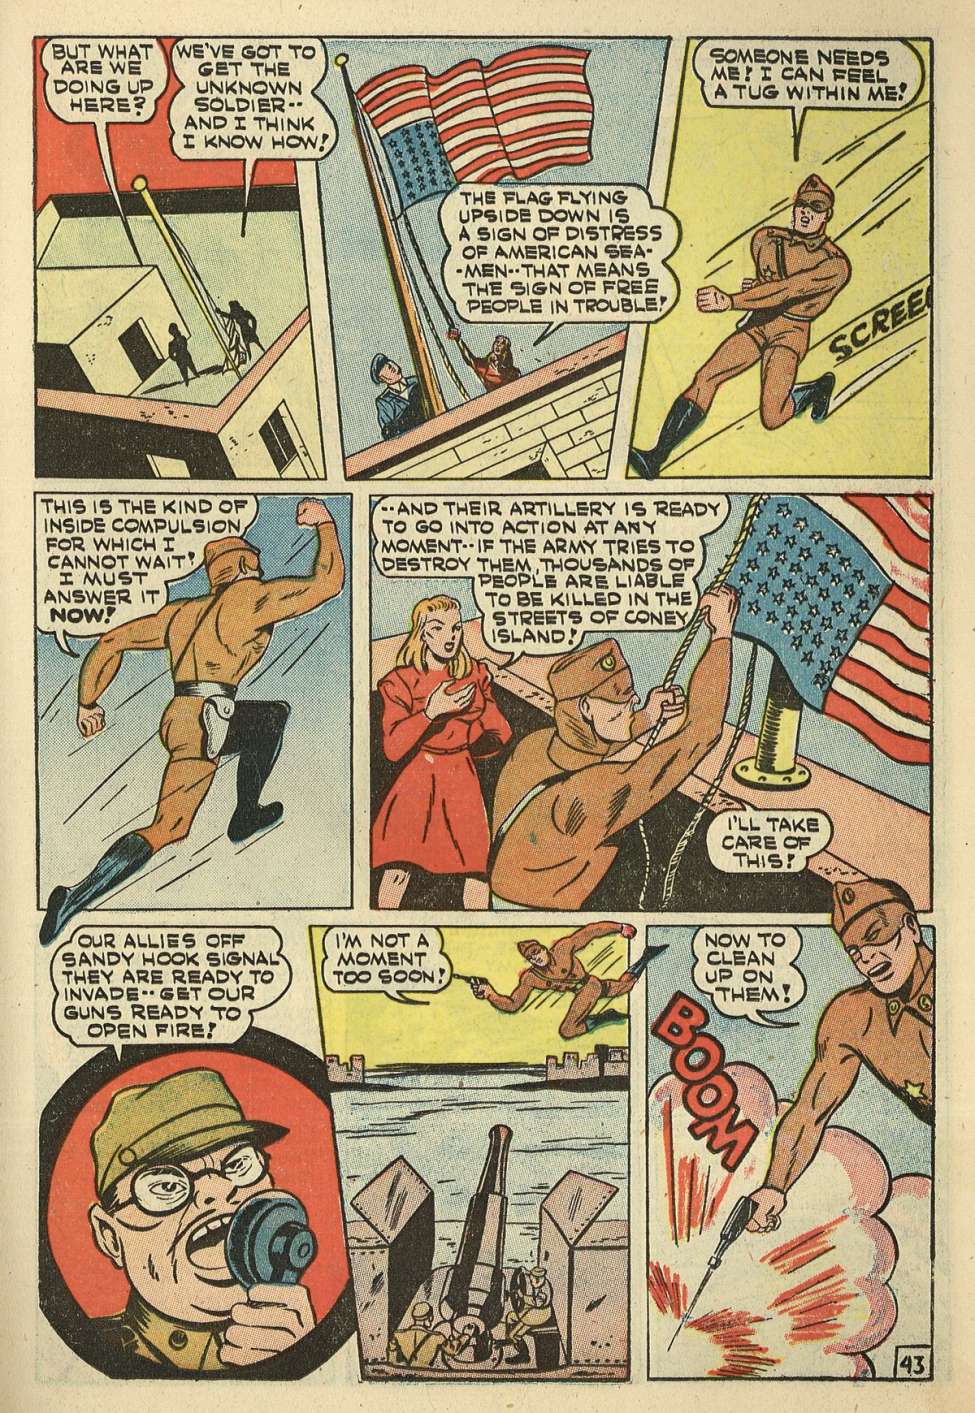 BUT WHAT
ARE WE
DOING UP
HERE?
WE'VE GOT TO
GET THE
UNKNOWN
SOLDIER--
AND I THINK
I KNOW HOW!
THE FLAG FLYING
UPSIDE DOWN IS
A SIGN OF DISTRESS
OF AMERICAN SEA-
-MEN--THAT MEANS
THE SIGN OF FREE
PEOPLE IN TROUBLE!
SOMEONE NEEDS
ME! I CAN FEEL
A TUG WITHIN ME!
SCREE
THIS IS THE KIND OF
INSIDE COMPULSION
FOR WHICH I
CANNOT WAIT!
I MUST
ANSWER IT
NOW!
--AND THEIR ARTILLERY IS READY
TO GO INTO ACTION AT ANY
MOMENT--IF THE ARMY TRIES TO
DESTROY THEM, THOUSANDS OF
PEOPLE ARE LIABLE
TO BE KILLED IN THE
STREETS OF CONEY
ISLAND!
I'LL TAKE
CARE OF
THIS!
OUR ALLIES OFF
SANDY HOOK SIGNAL
THEY ARE READY TO
INVADE--GET OUR
GUNS READY TO
OPEN FIRE!
I'M NOT A
MOMENT
TOO SOON!
NOW TO
CLEAN
UP ON
THEM!
BOOM
43